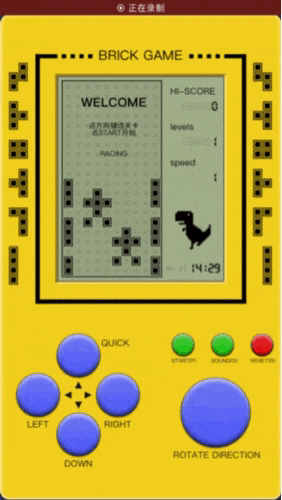 正在录制
BRICK GAME
WELCOME
点方向键选关卡
点START开始
RACING
HI-SCORE
0
levels
1
speed
1
14:29
QUICK
LEFT
RIGHT
DOWN
START(P)
SOUND(S)
RESET(R)
ROTATE DIRECTION